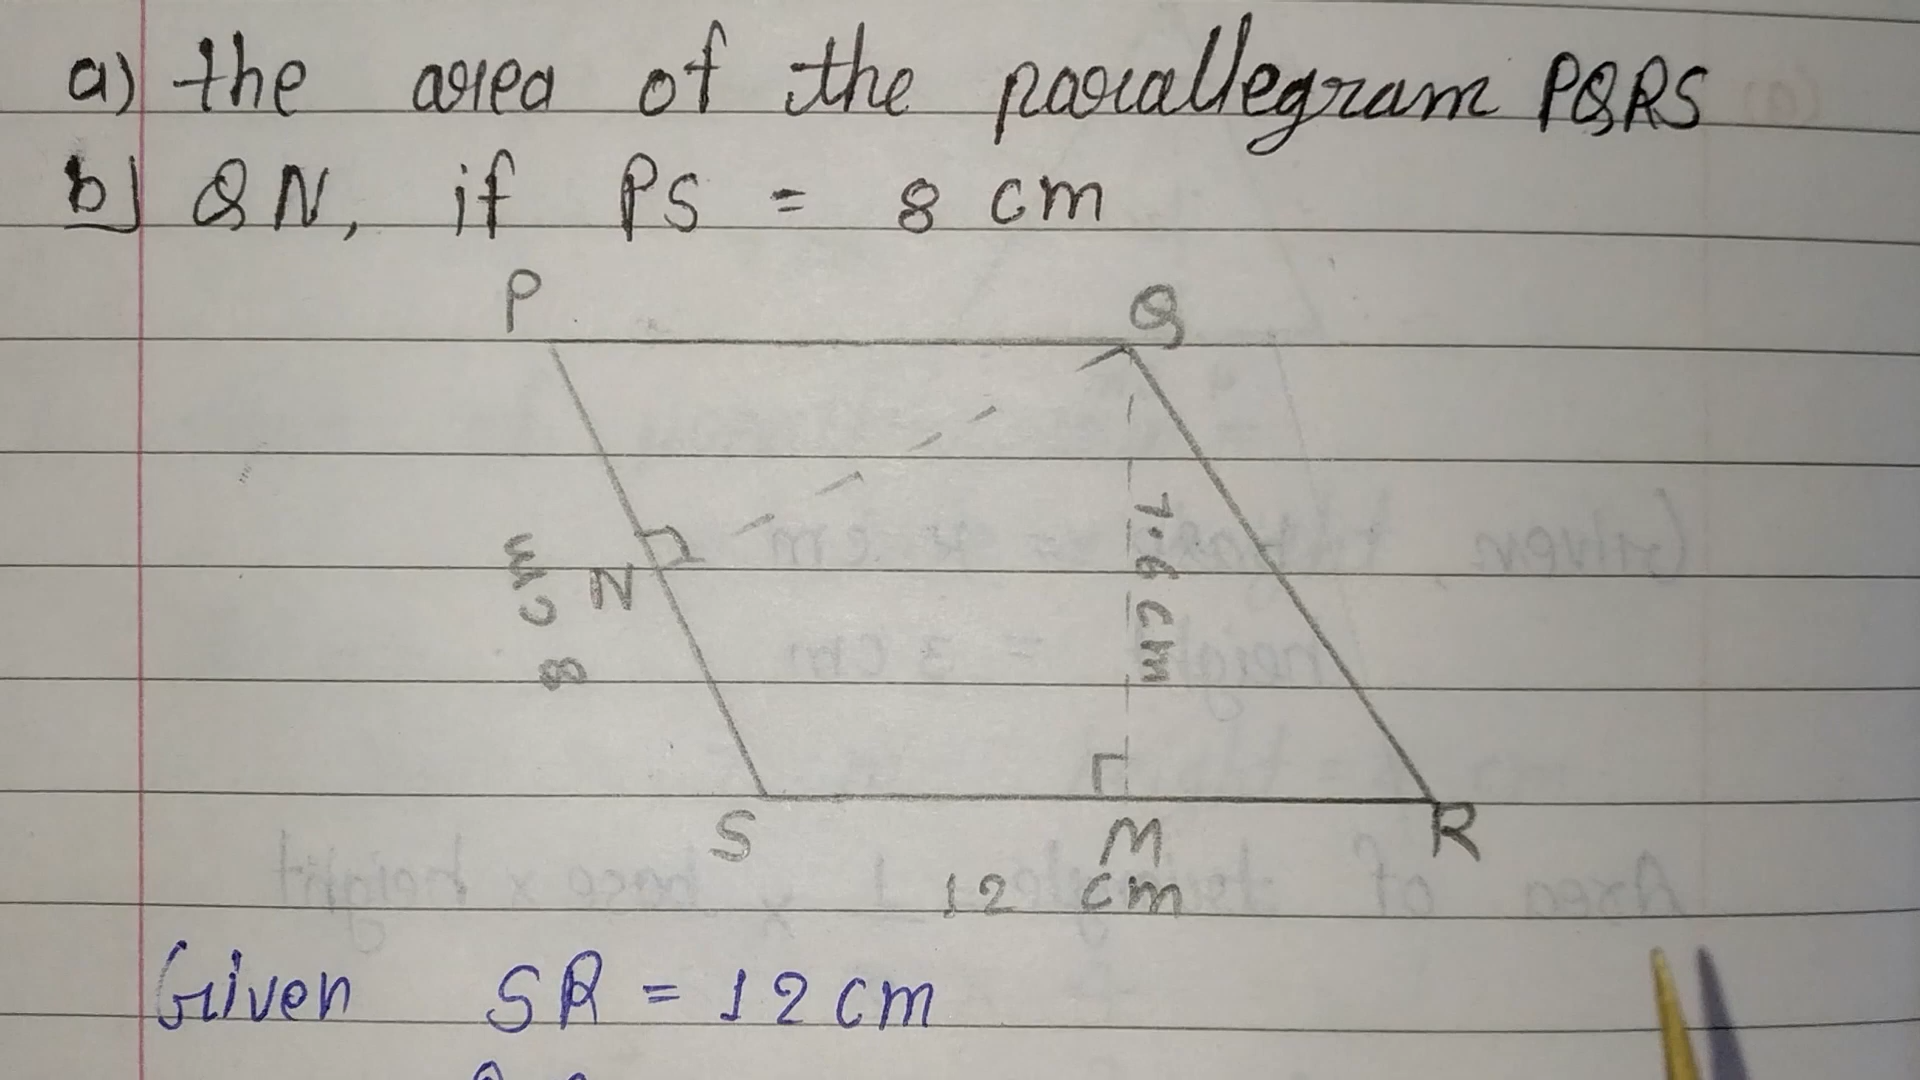 a) the area of the parallegram PQRS
b) QN, if PS = 8 cm
P
Q
7.6 cm
8 cm
N
S
M
R
12 cm
Given SR = 12 cm